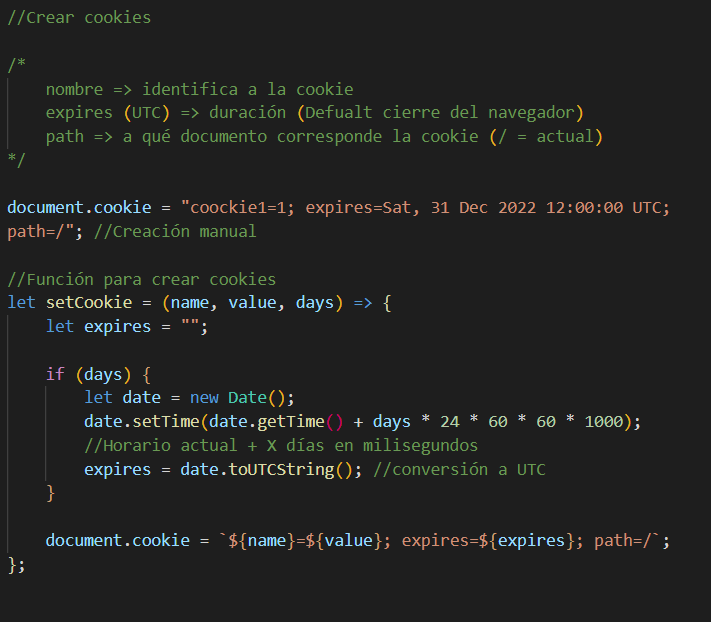 //Crear cookies
/*
    nombre => identifica a la cookie
    expires (UTC) => duración (Defualt cierre del navegador)
    path => a qué documento corresponde la cookie (/ = actual)
*/
document.cookie = "coockie1=1; expires=Sat, 31 Dec 2022 12:00:00 UTC;
path=/"; //Creación manual
//Función para crear cookies
let setCookie = (name, value, days) => {
    let expires = "";
    if (days) {
        let date = new Date();
        date.setTime(date.getTime() + days * 24 * 60 * 60 * 1000);
        //Horario actual + X días en milisegundos
        expires = date.toUTCString(); //conversión a UTC
    }
    document.cookie = `${name}=${value}; expires=${expires}; path=/`;
};